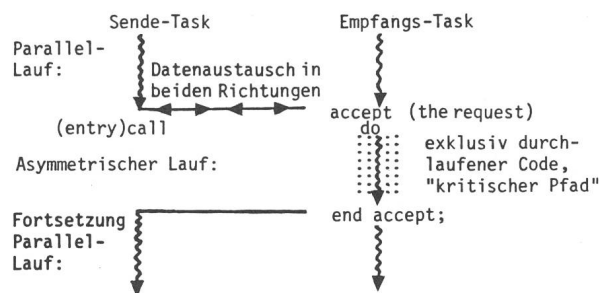 Sende-Task Empfangs-Task
Parallel-
Lauf:
Datenaustausch in
beiden Richtungen
(entry)call
accept (the request)
do
Asymmetrischer Lauf:
exklusiv durch-
laufener Code,
"kritischer Pfad"
Fortsetzung
Parallel-
Lauf:
end accept;